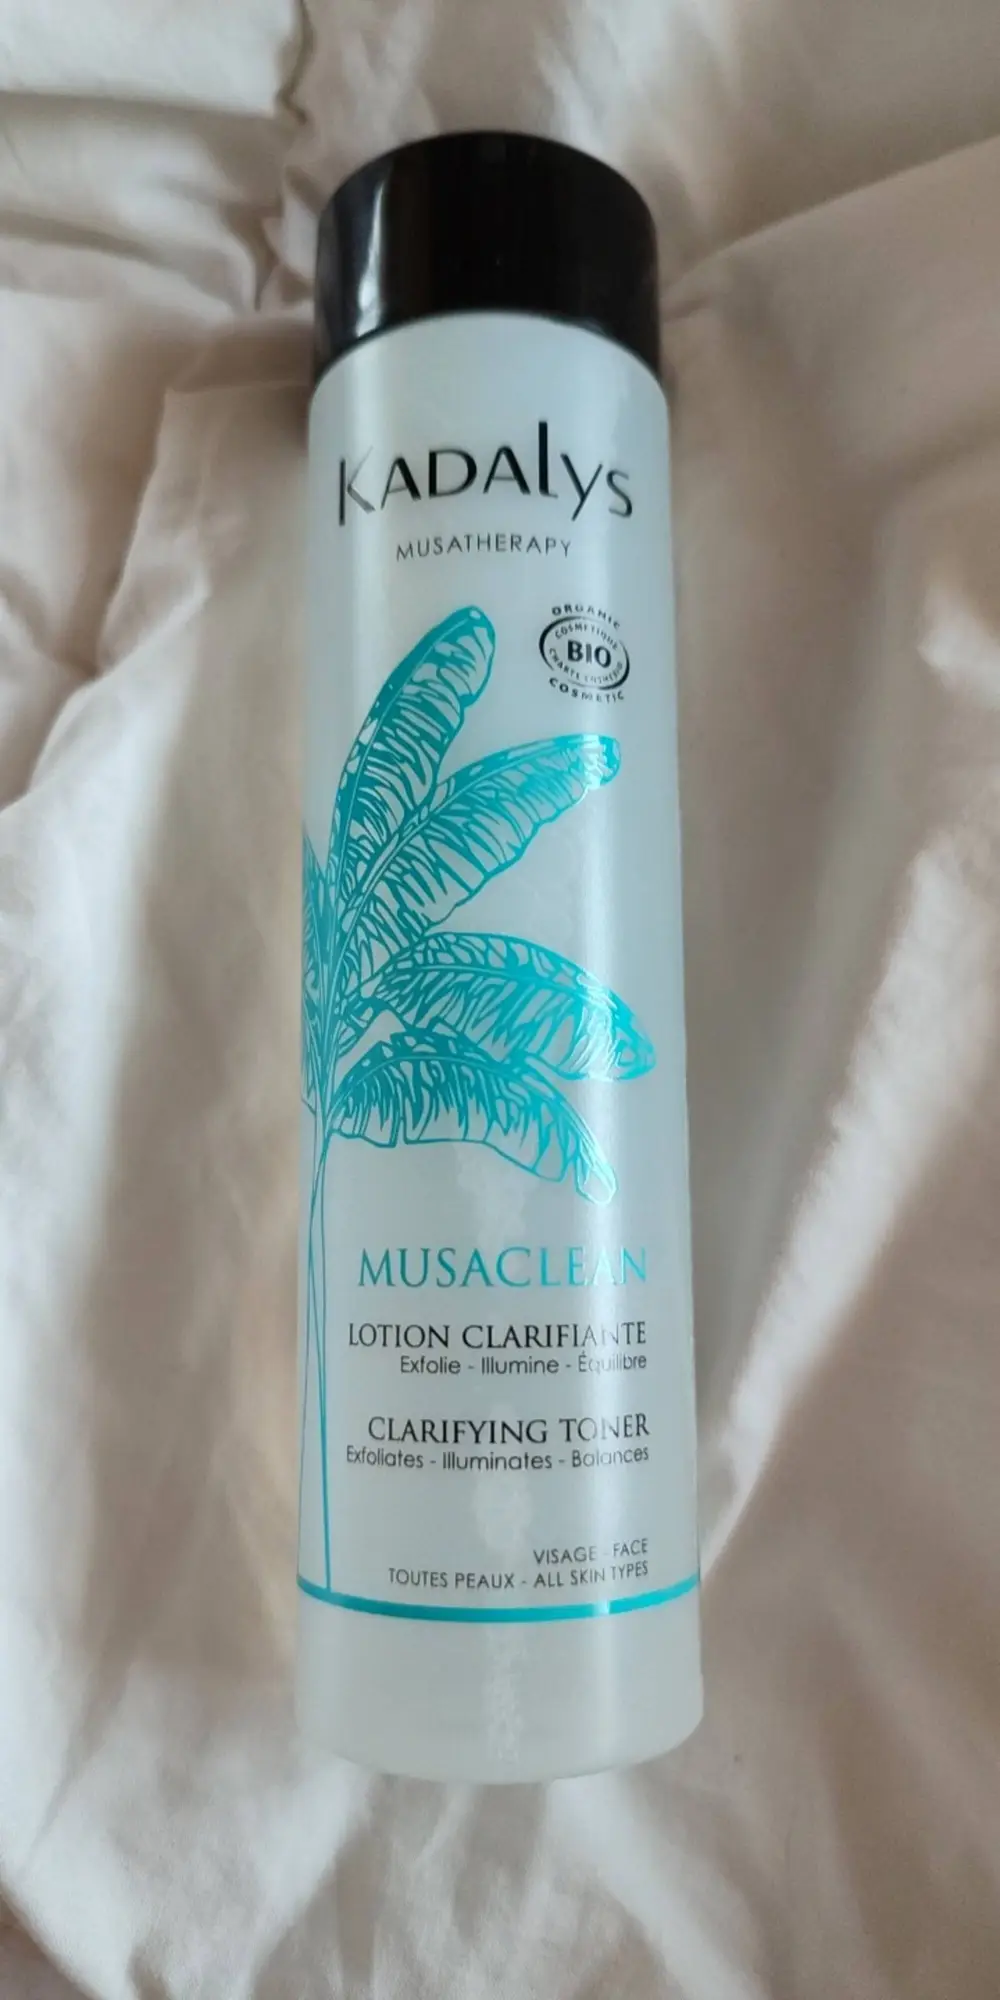 KADAlys
MUSATHERAPY
ORGANIC
COSMETIQUE
BIO
CHARTE COSMEBIO
COSMETIC
MUSACLEAN
LOTION CLARIFIANTE
Exfolie - Illumine - Équilibre
CLARIFYING TONER
Exfoliates - Illuminates - Balances
VISAGE - FACE
TOUTES PEAUX - ALL SKIN TYPES